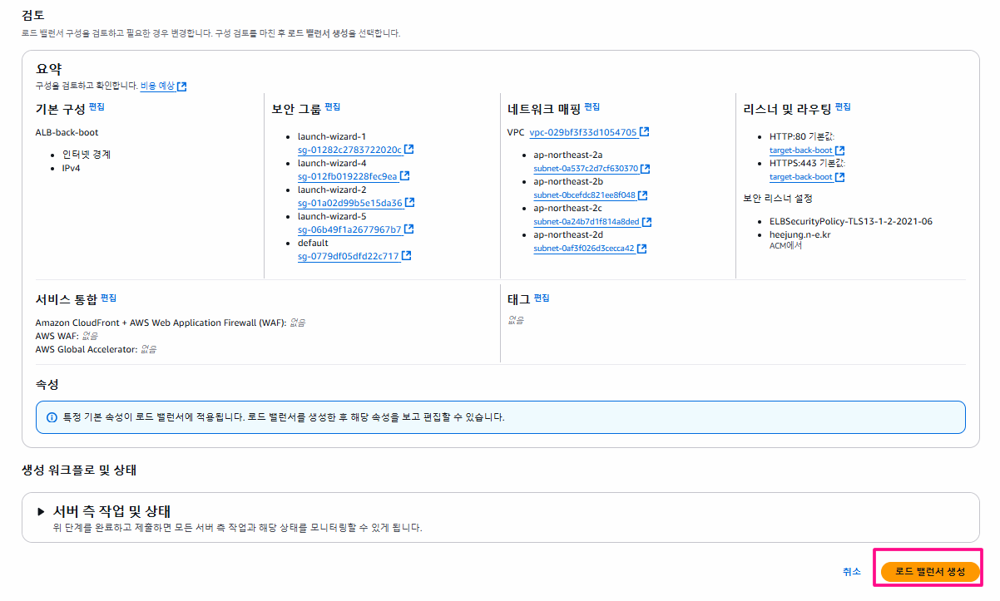 검토
로드 밸런서 구성을 검토하고 필요한 경우 변경합니다. 구성 검토를 마친 후 로드 밸런서 생성을 선택합니다.
요약
구성을 검토하고 확인합니다. 비용 예상
기본 구성 편집
ALB-back-boot
인터넷 경계
IPv4
보안 그룹 편집
launch-wizard-1
sg-01282c2783722020c
launch-wizard-4
sg-012fb019228fec9ea
launch-wizard-2
sg-01a02d99b5e15da36
launch-wizard-5
sg-06b49f1a2677967b7
default
sg-0779df05dfd22c717
네트워크 매핑 편집
VPC vpc-029bf3f33d1054705
ap-northeast-2a
subnet-0a537c2d7cf630370
ap-northeast-2b
subnet-0bcefdc821ee8f048
ap-northeast-2c
subnet-0a24b7d1f814a8ded
ap-northeast-2d
subnet-0af3f026d3cecca42
리스너 및 라우팅 편집
HTTP:80 기본값:
target-back-boot
HTTPS:443 기본값:
target-back-boot
보안 리스너 설정
ELBSecurityPolicy-TLS13-1-2-2021-06
heejung.n-e.kr
ACM에서
서비스 통합 편집
Amazon CloudFront + AWS Web Application Firewall (WAF): 없음
AWS WAF: 없음
AWS Global Accelerator: 없음
태그 편집
없음
속성
특정 기본 속성이 로드 밸런서에 적용됩니다. 로드 밸런서를 생성한 후 해당 속성을 보고 편집할 수 있습니다.
생성 워크플로 및 상태
서버 측 작업 및 상태
위 단계를 완료하고 제출하면 모든 서버 측 작업과 해당 상태를 모니터링할 수 있게 됩니다.
취소
로드 밸런서 생성